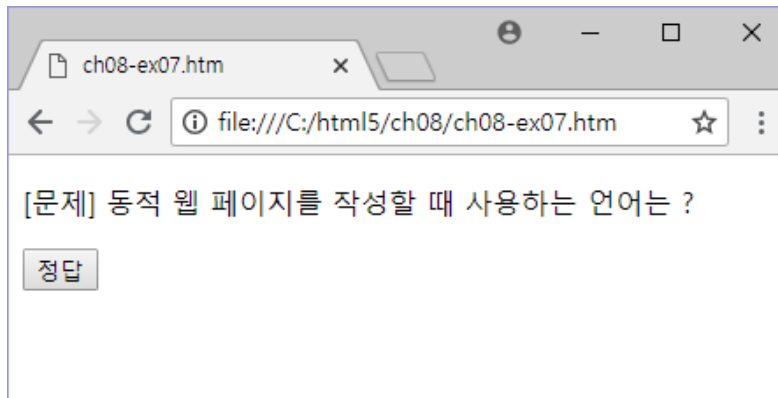 ch08-ex07.htm
file:///C:/html5/ch08/ch08-ex07.htm
[문제] 동적 웹 페이지를 작성할 때 사용하는 언어는 ?
정답